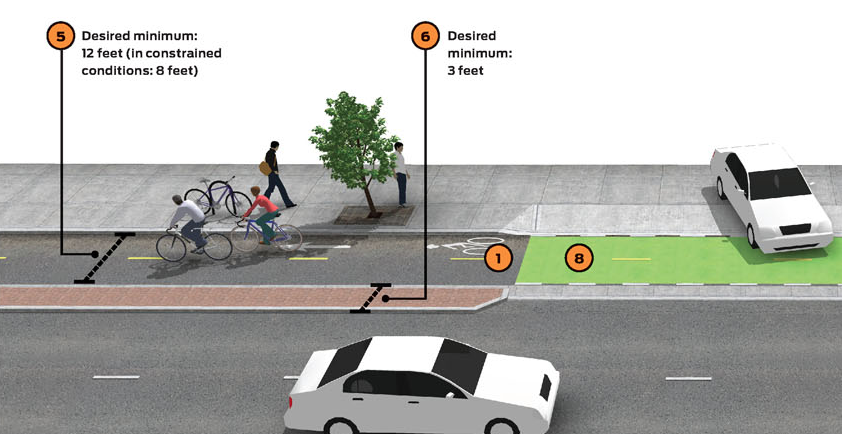 5
Desired minimum:
12 feet (in constrained
conditions: 8 feet)
6
Desired
minimum:
3 feet
1
8